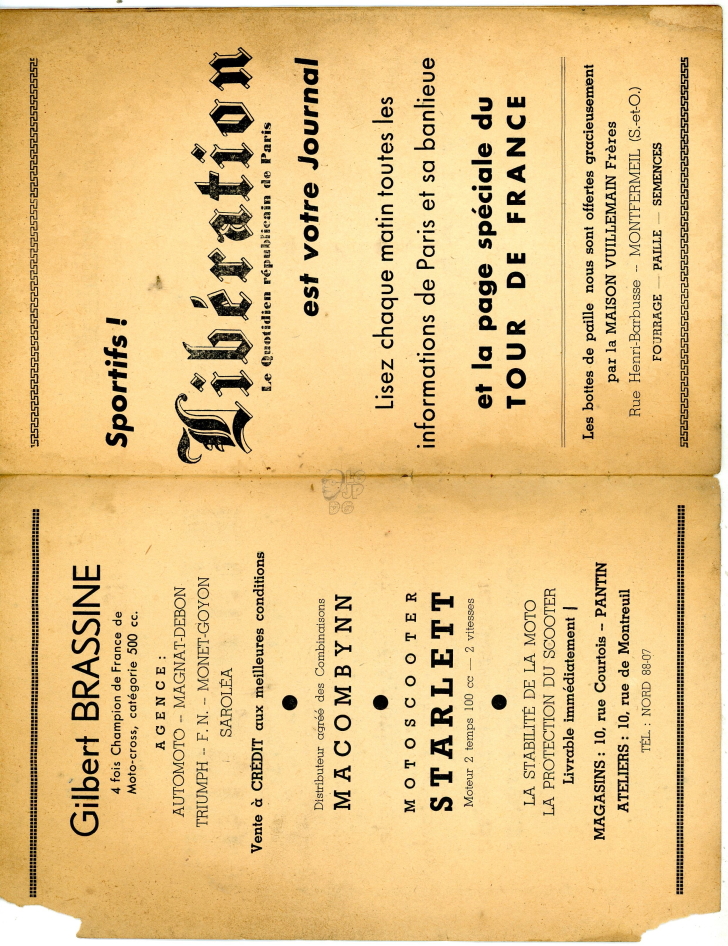 Gilbert BRASSINE
4 fois Champion de France de
Moto-cross, catégorie 500 cc.
AGENCE :
AUTOMOTO – MAGNAT-DEBON
TRIUMPH – F. N. – MONET-GOYON
SAROLÉA
Vente à CRÉDIT aux meilleures conditions
Distributeur agréé des Combinaisons
MACOMBYNN
MOTOSCOOTER
STARLETT
Moteur 2 temps 100 cc — 2 vitesses
LA STABILITÉ DE LA MOTO
LA PROTECTION DU SCOOTER
Livrable immédiatement !
MAGASINS : 10, rue Courtois – PANTIN
ATELIERS : 10, rue de Montreuil
TÉL. : NORD 88-07
Sportifs !
Libération
Le Quotidien républicain de Paris
est votre Journal
Lisez chaque matin toutes les
informations de Paris et sa banlieue
et la page spéciale du
TOUR DE FRANCE
Les bottes de paille nous sont offertes gracieusement
par la MAISON VUILLEMAIN Frères
Rue Henri-Barbusse – MONTFERMEIL (S.-et-O.)
FOURRAGE — PAILLE — SEMENCES